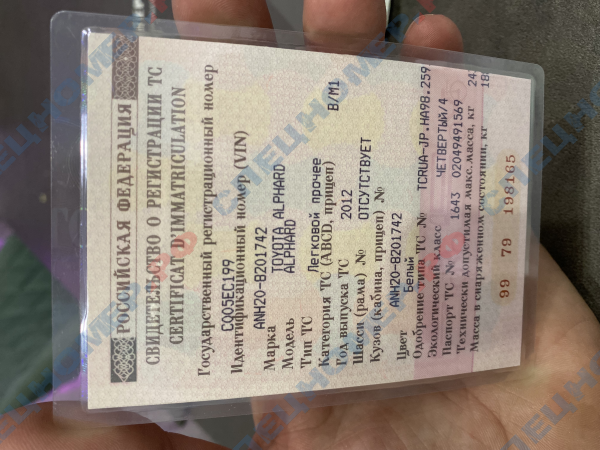 РОССИЙСКАЯ ФЕДЕРАЦИЯ
СВИДЕТЕЛЬСТВО О РЕГИСТРАЦИИ ТС
CERTIFICAT D'IMMATRICULATION
Государственный регистрационный номер
С005ЕС199
Идентификационный номер (VIN)
ANH20-8201742
Марка TOYOTA ALPHARD
Модель ALPHARD
Тип ТС Легковой прочее
Категория ТС (ABCD, прицеп) B/M1
Год выпуска ТС 2012
Шасси (рама) № ОТСУТСТВУЕТ
Кузов (кабина, прицеп) №
ANH20-8201742
Цвет Белый
Одобрение типа ТС № TCRUA-JP.HA98.259
Экологический класс ЧЕТВЕРТЫЙ/4
Паспорт ТС № 1643 02049491569
Технически допустимая макс. масса, кг 24
Масса в снаряженном состоянии, кг 18
99 79 198165
СПЕЦНОМЕР.РФ